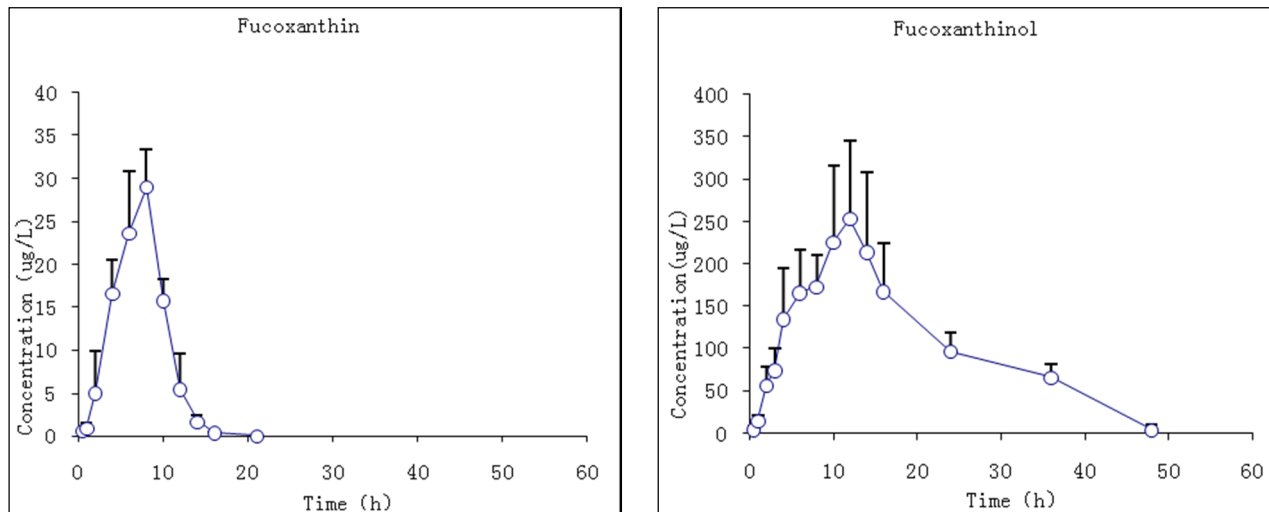 Fucoxanthin
40
35
30
25
20
15
10
5
0
Concentration (ug/L)
0 10 20 30 40 50 60
Time (h)
Fucoxanthinol
400
350
300
250
200
150
100
50
0
Concentration(ug/L)
0 10 20 30 40 50 60
Time (h)